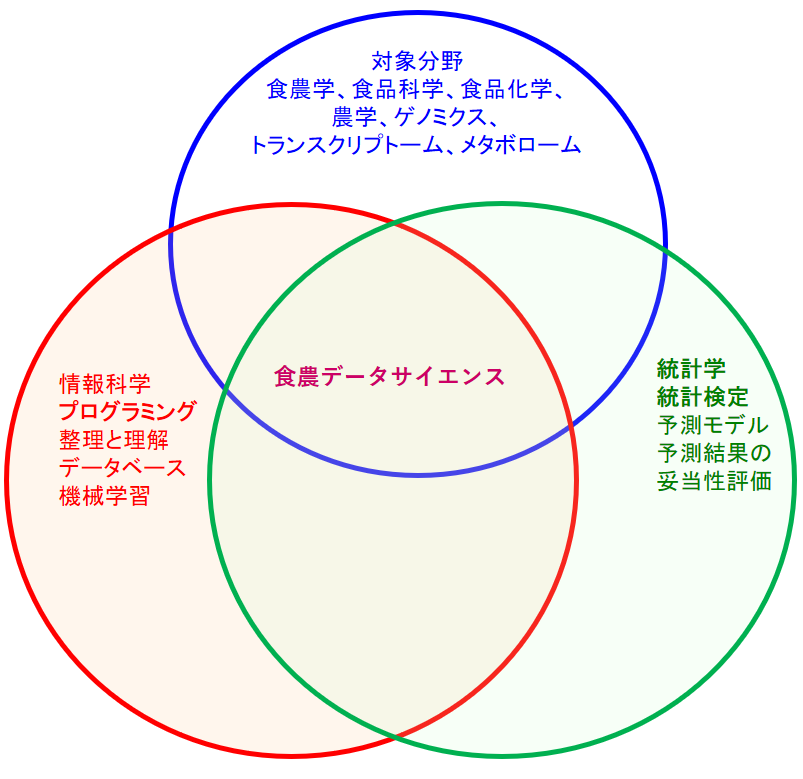 対象分野
食農学、食品科学、食品化学、
農学、ゲノミクス、
トランスクリプトーム、メタボローム
食農データサイエンス
情報科学
プログラミング
整理と理解
データベース
機械学習
統計学
統計検定
予測モデル
予測結果の
妥当性評価